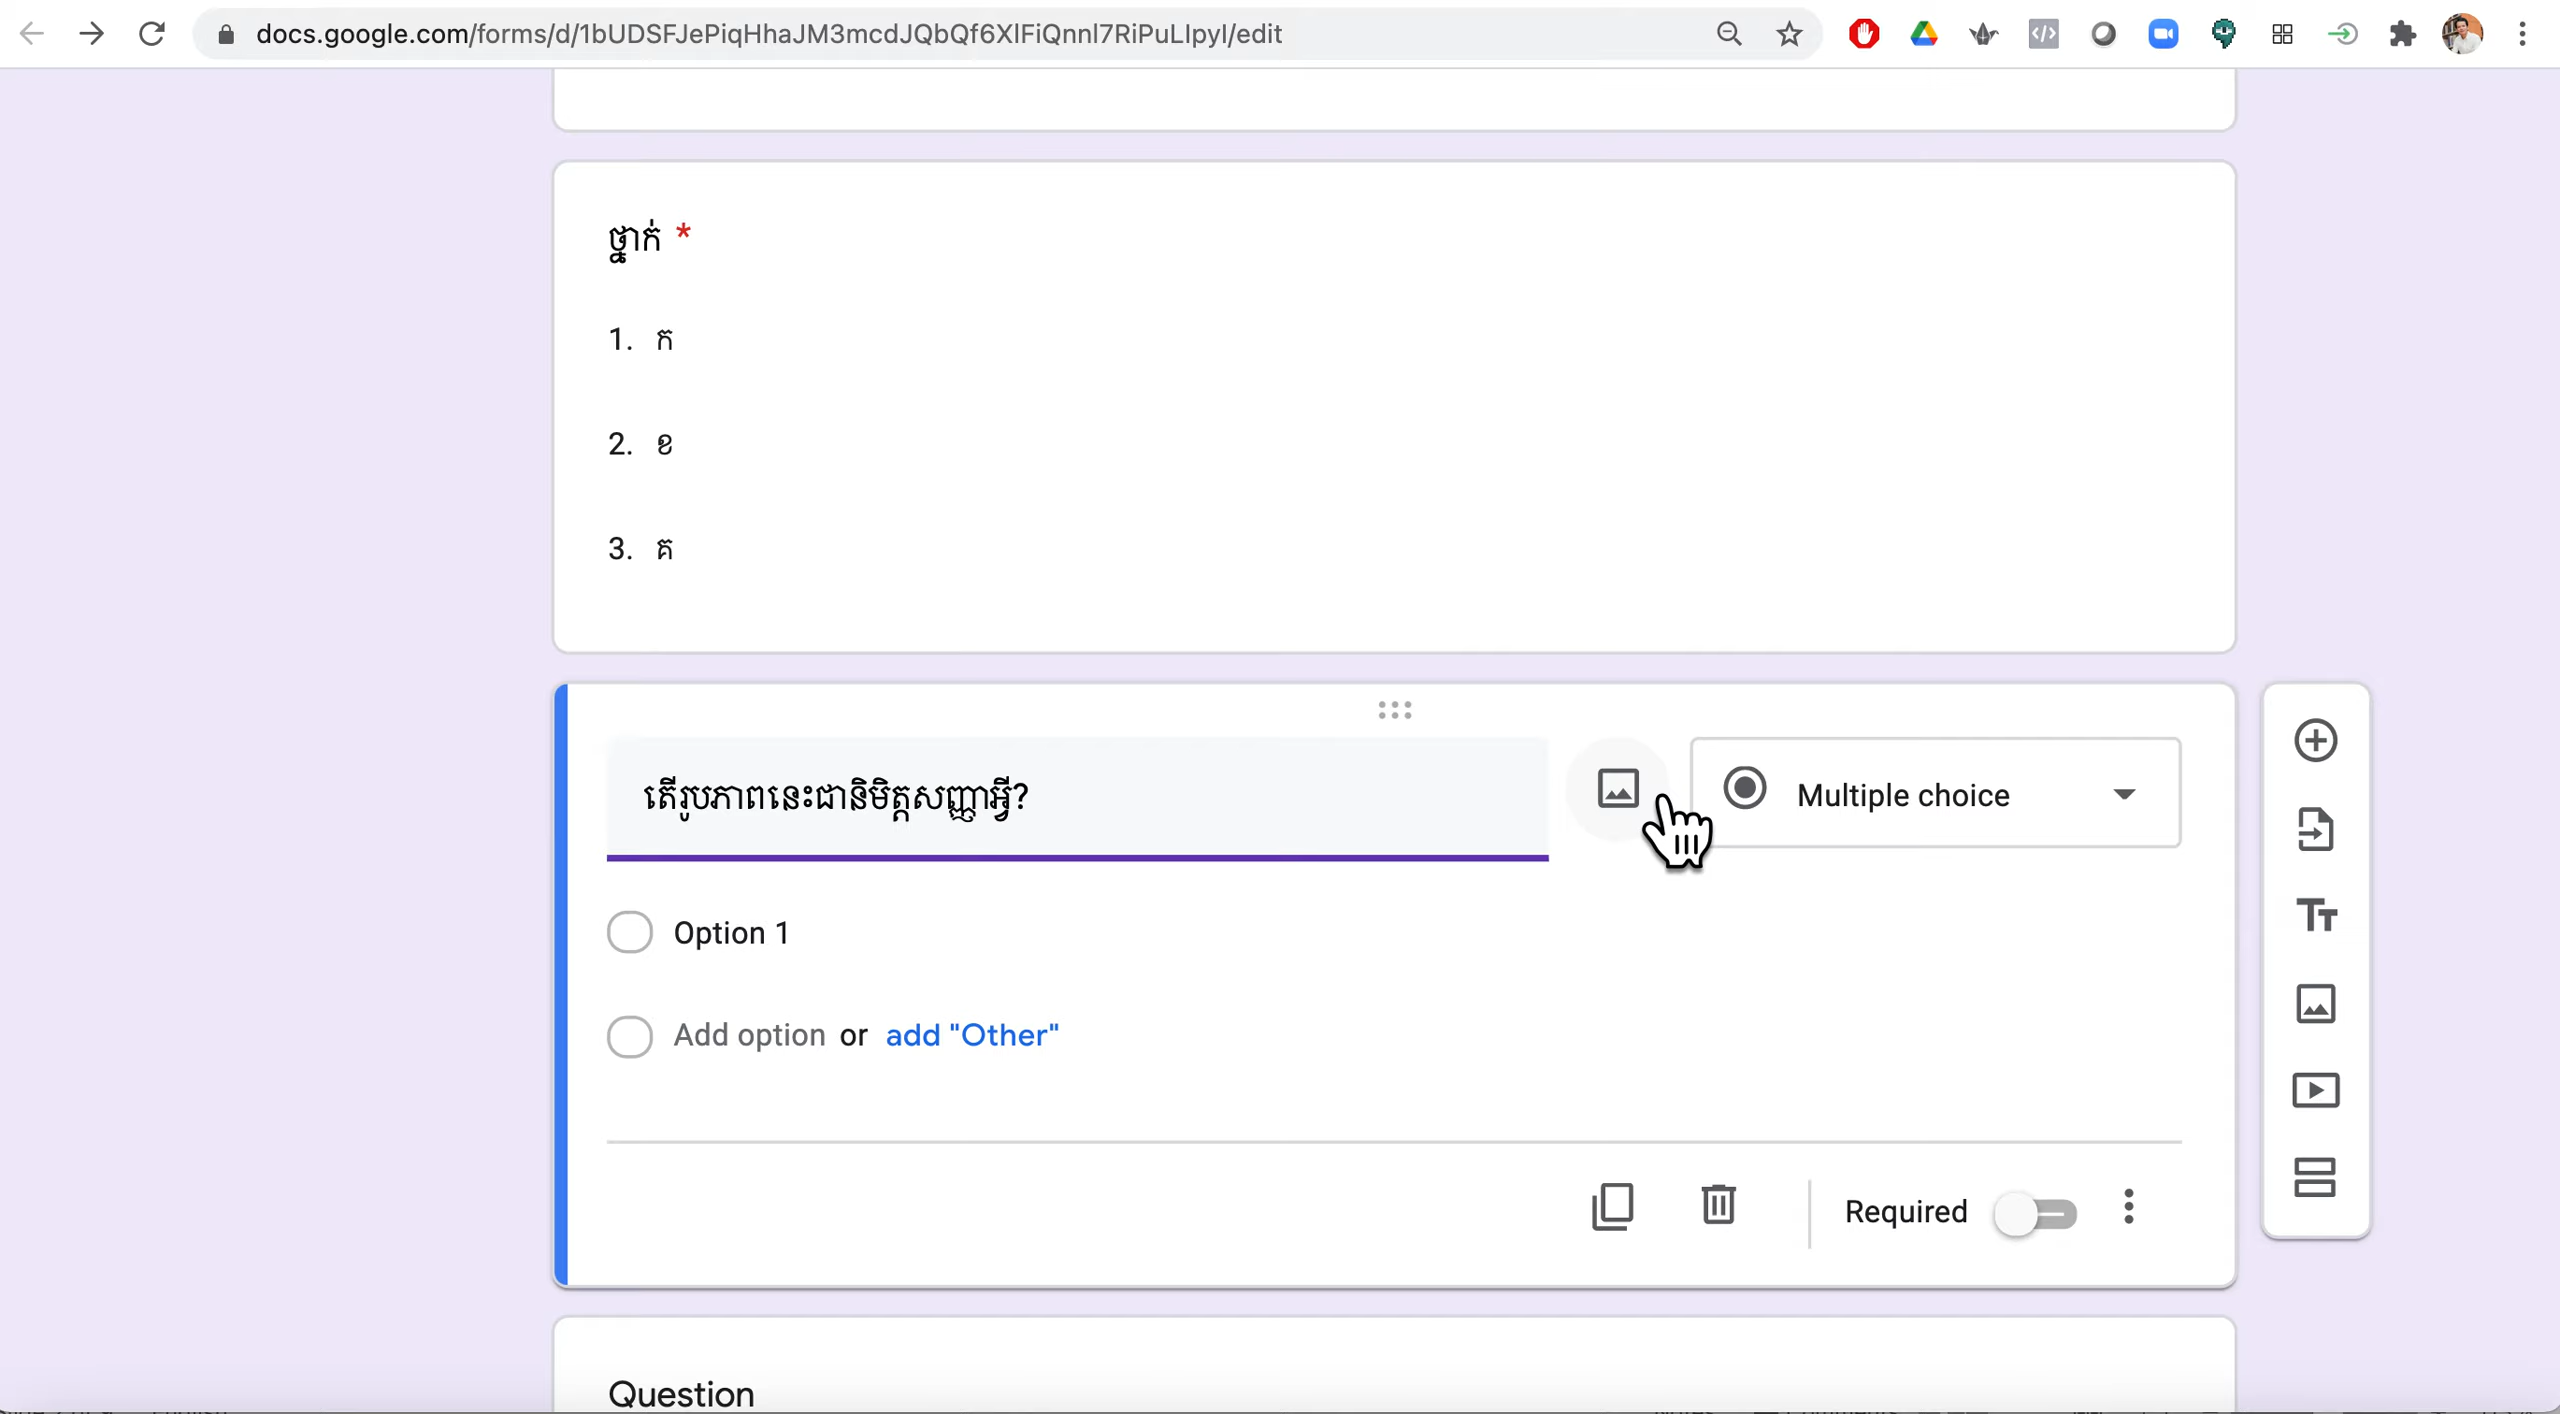 docs.google.com/forms/d/1bUDSFJePiqHhaJM3mcdJQbQf6XlFiQnnl7RiPuLIpyI/edit
ថ្នាក់ *
1. ក
2. ខ
3. គ
តើរូបភាពនេះជានិមិត្តសញ្ញាអ្វី?
Multiple choice
Option 1
Add option or add "Other"
Required
Question